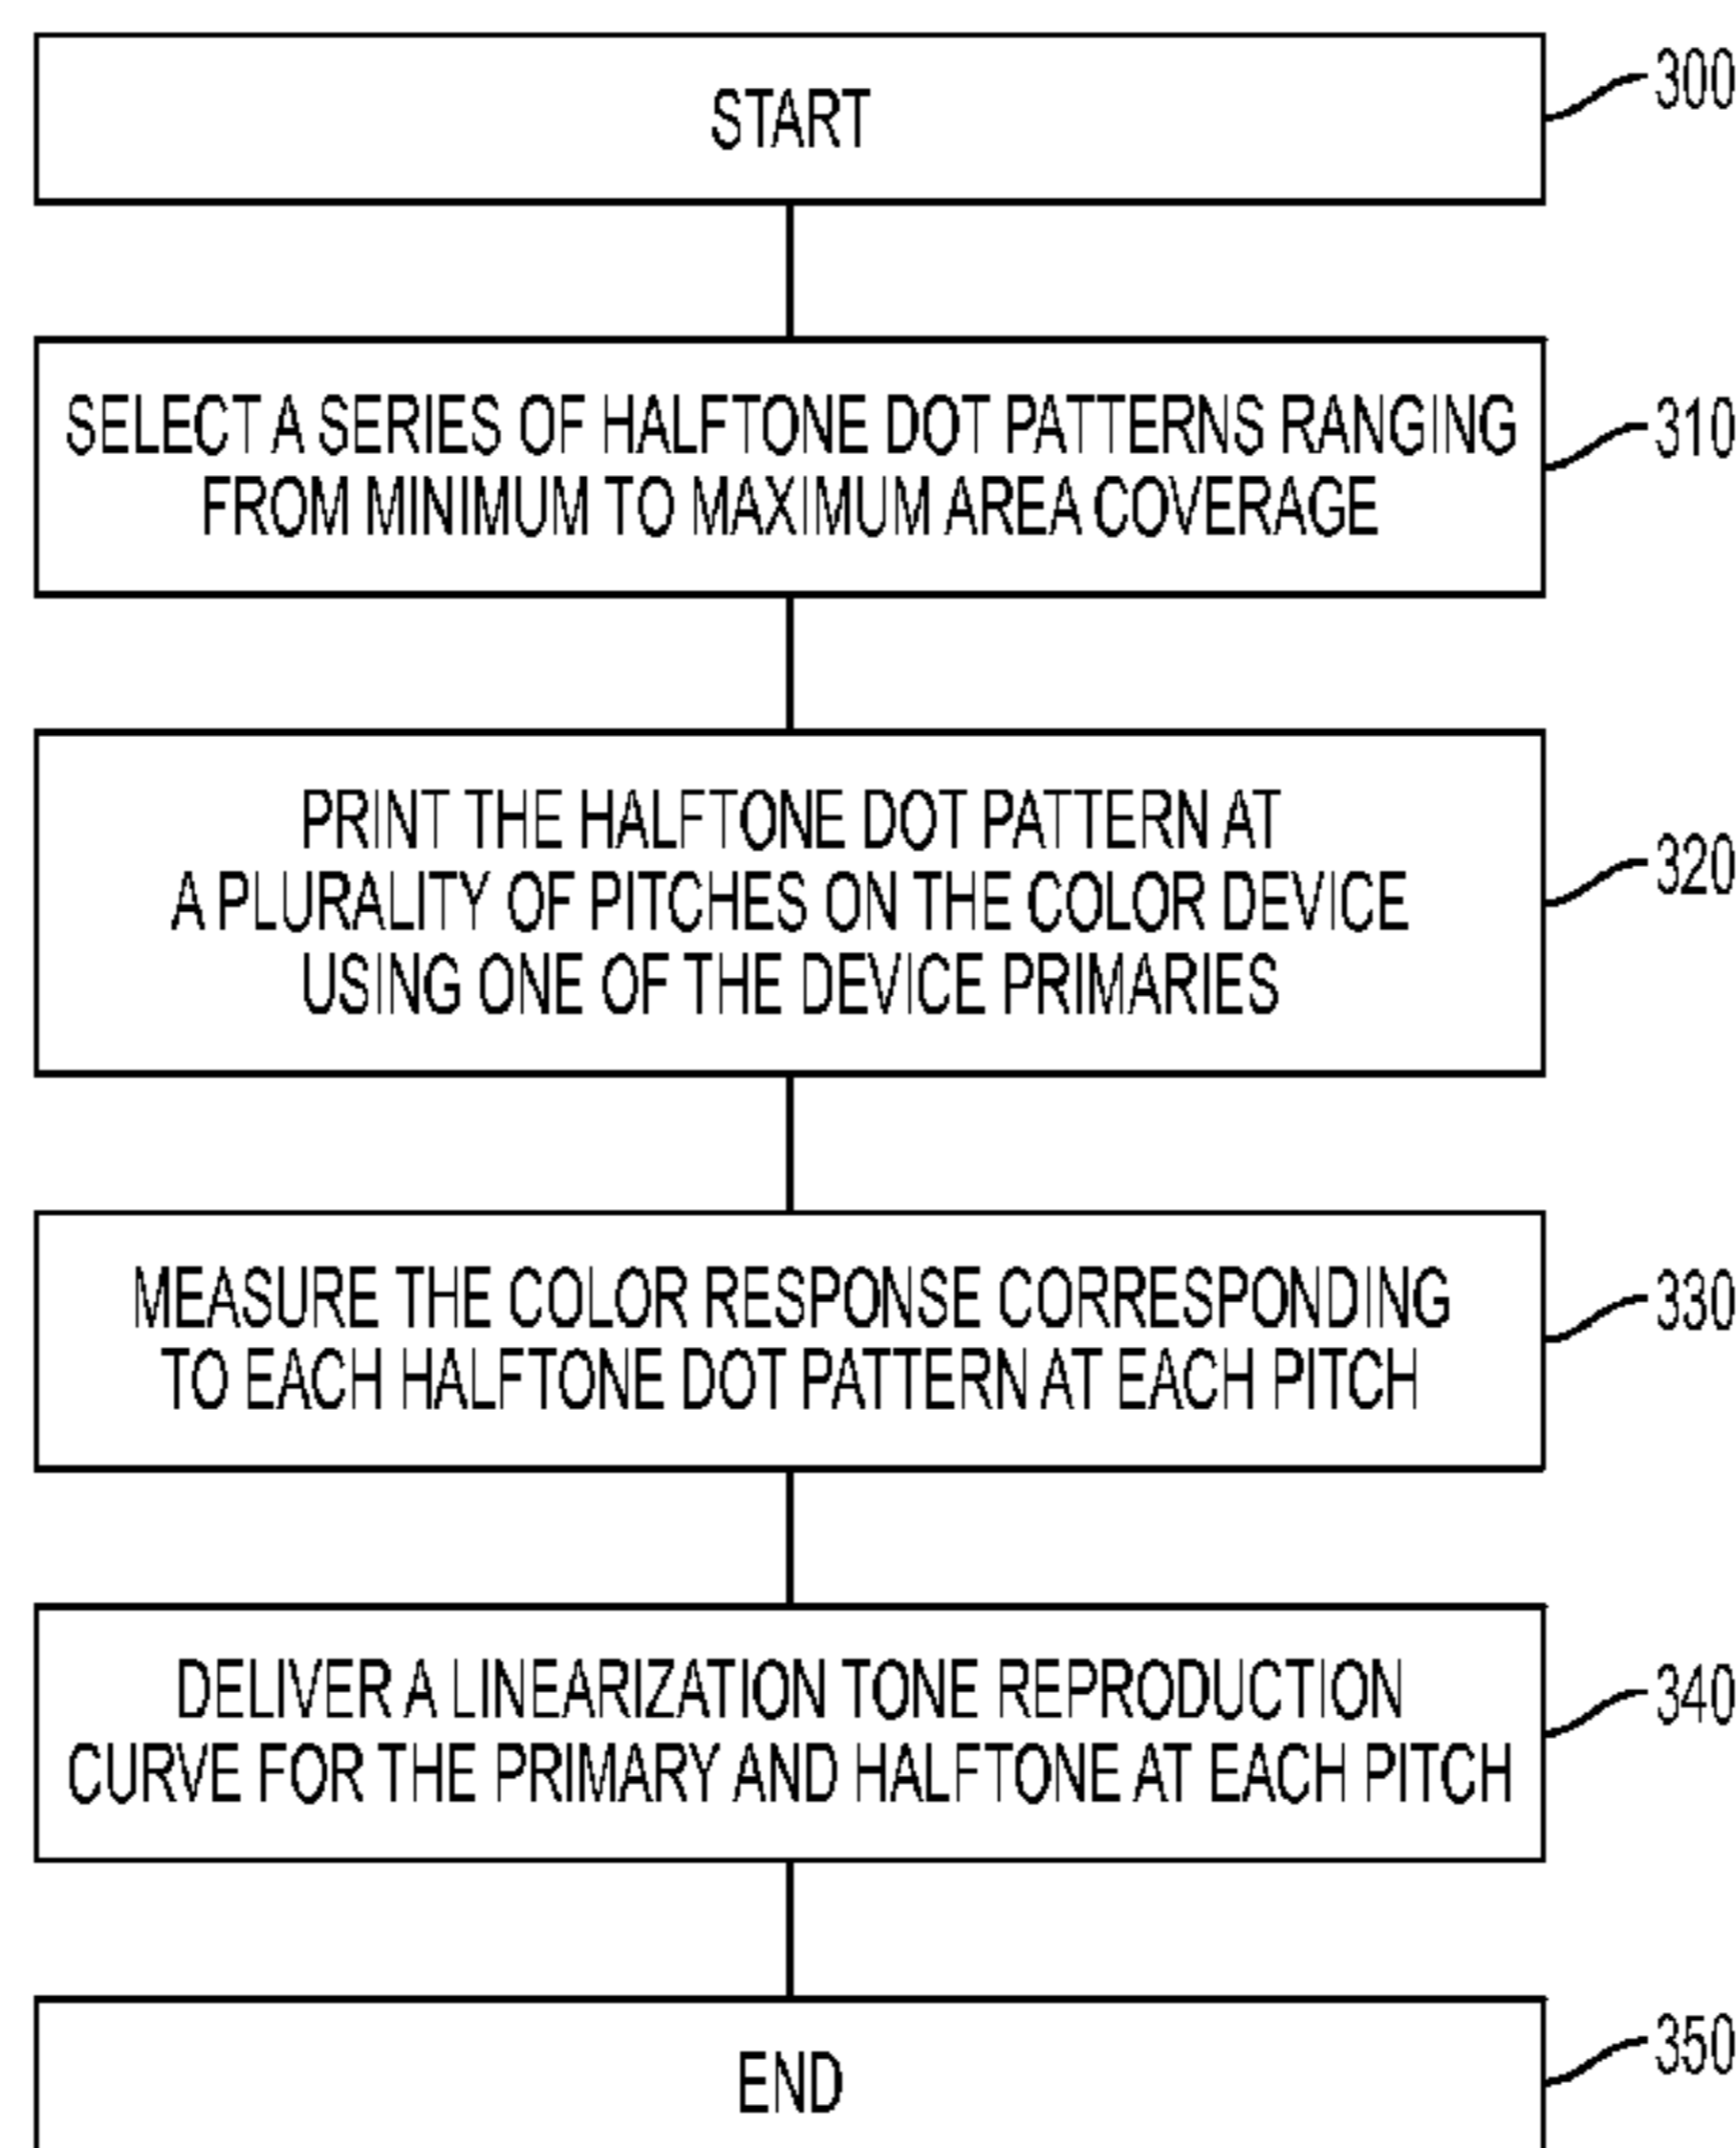 START
300
SELECT A SERIES OF HALFTONE DOT PATTERNS RANGING
FROM MINIMUM TO MAXIMUM AREA COVERAGE
310
PRINT THE HALFTONE DOT PATTERN AT
A PLURALITY OF PITCHES ON THE COLOR DEVICE
USING ONE OF THE DEVICE PRIMARIES
320
MEASURE THE COLOR RESPONSE CORRESPONDING
TO EACH HALFTONE DOT PATTERN AT EACH PITCH
330
DELIVER A LINEARIZATION TONE REPRODUCTION
CURVE FOR THE PRIMARY AND HALFTONE AT EACH PITCH
340
END
350